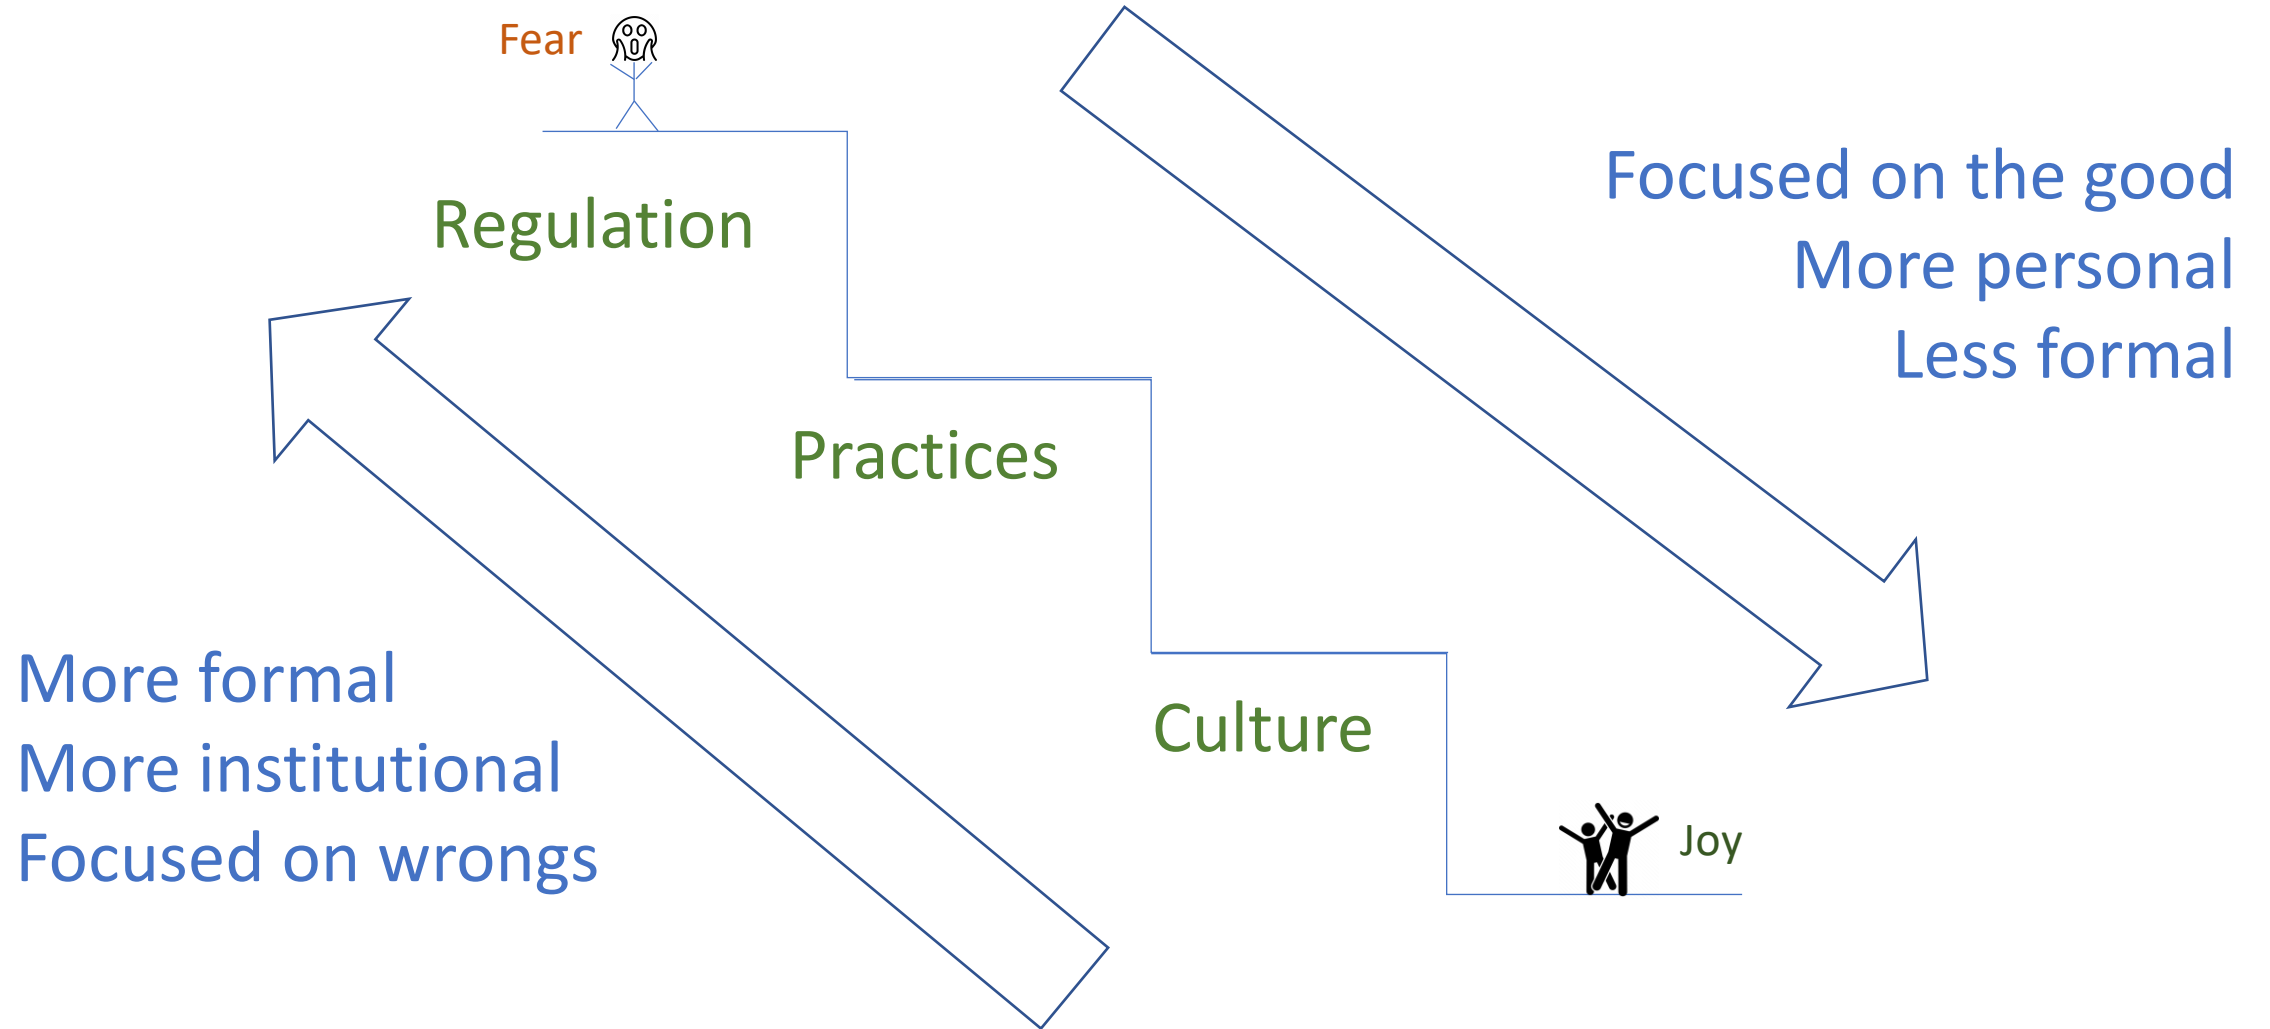 Fear
Regulation
Practices
Culture
Joy
Focused on the good
More personal
Less formal
More formal
More institutional
Focused on wrongs